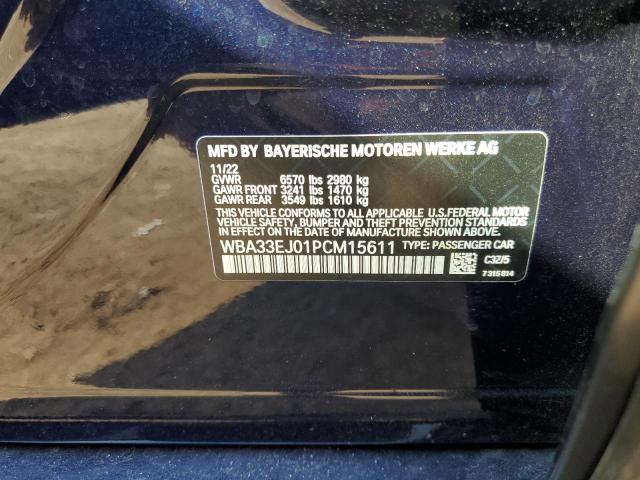 MFD BY BAYERISCHE MOTOREN WERKE AG
11/22
GVWR 6570 lbs 2980 kg
GAWR FRONT 3241 lbs 1470 kg
GAWR REAR 3549 lbs 1610 kg
THIS VEHICLE CONFORMS TO ALL APPLICABLE U.S. FEDERAL MOTOR
VEHICLE SAFETY, BUMPER AND THEFT PREVENTION STANDARDS IN
EFFECT ON THE DATE OF MANUFACTURE SHOWN ABOVE.
WBA33EJ01PCM15611 TYPE: PASSENGER CAR
C3Z/5
7315814